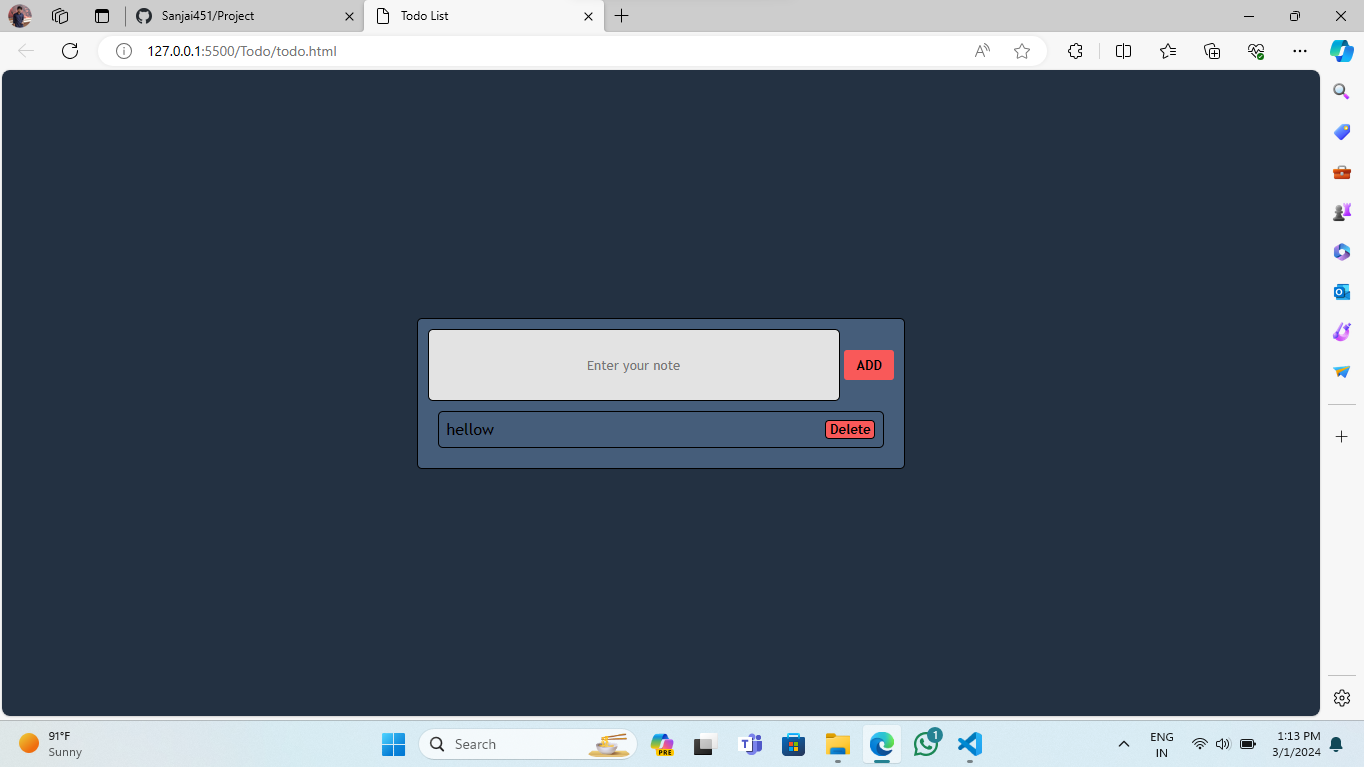 Sanjai451/Project
Todo List
127.0.0.1:5500/Todo/todo.html
Enter your note
ADD
hellow
Delete
91°F
Sunny
Search
PRE
1
ENG
IN
1:13 PM
3/1/2024